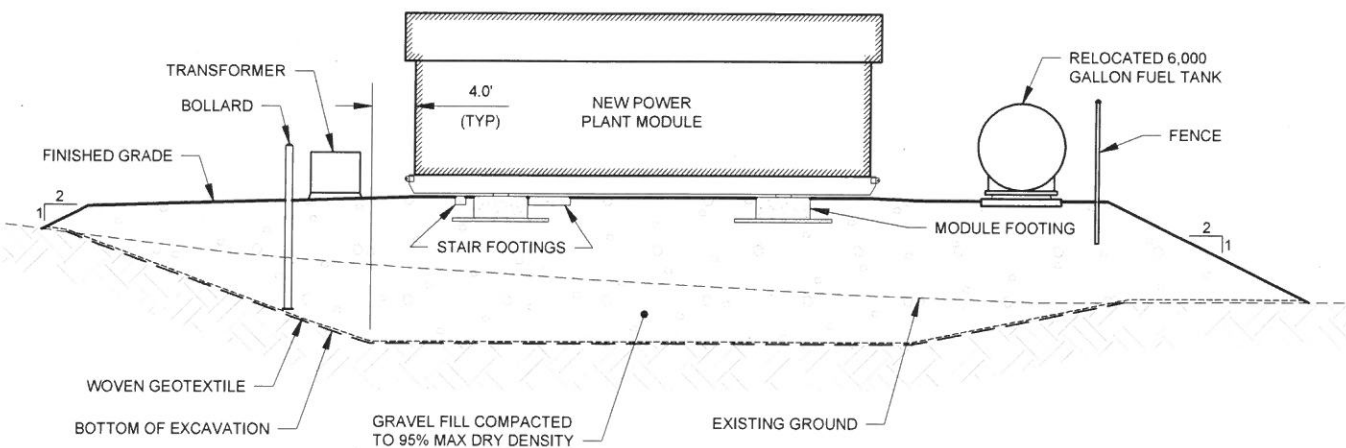 TRANSFORMER
BOLLARD
FINISHED GRADE
2
1
4.0'
(TYP)
NEW POWER
PLANT MODULE
RELOCATED 6,000
GALLON FUEL TANK
FENCE
STAIR FOOTINGS
MODULE FOOTING
2
1
WOVEN GEOTEXTILE
BOTTOM OF EXCAVATION
GRAVEL FILL COMPACTED
TO 95% MAX DRY DENSITY
EXISTING GROUND